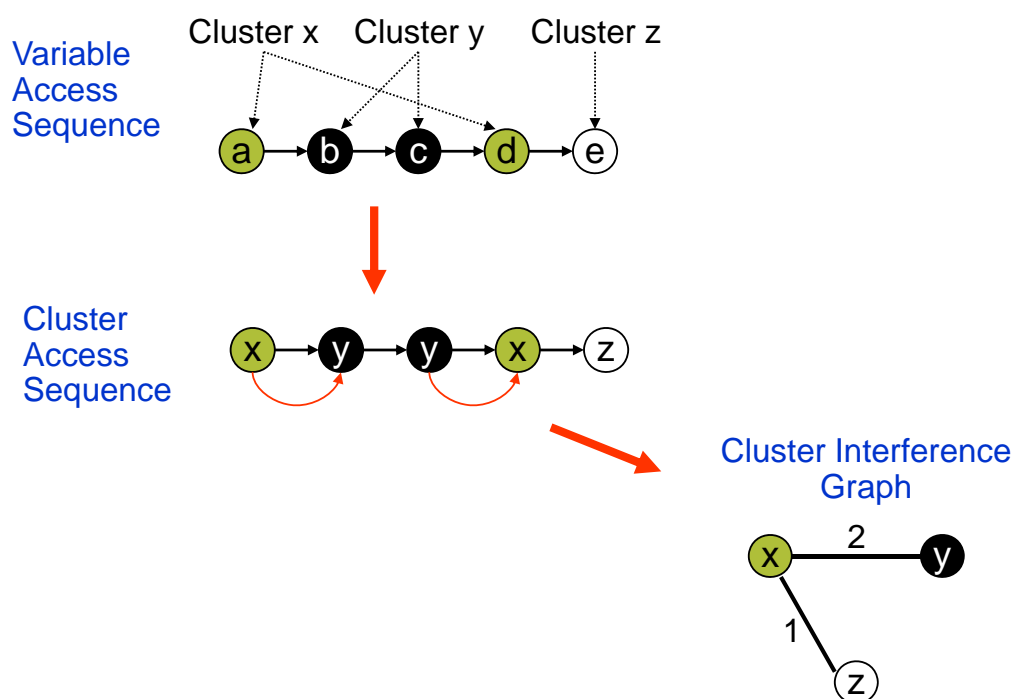 Variable
Access
Sequence
Cluster x
Cluster y
Cluster z
a
b
c
d
e
Cluster
Access
Sequence
x
y
y
x
z
Cluster Interference
Graph
x
2
y
1
z